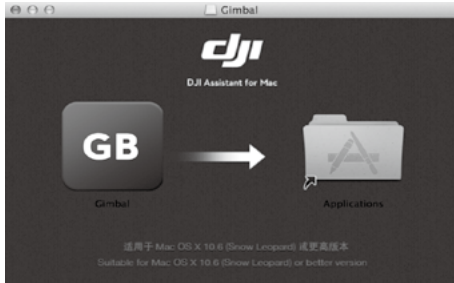 Gimbal
dji
DJI Assistant for Mac
GB
Gimbal
Applications
适用于 Mac OS X 10.6 (Snow Leopard) 或更高版本
Suitable for Mac OS X 10.6 (Snow Leopard) or better version